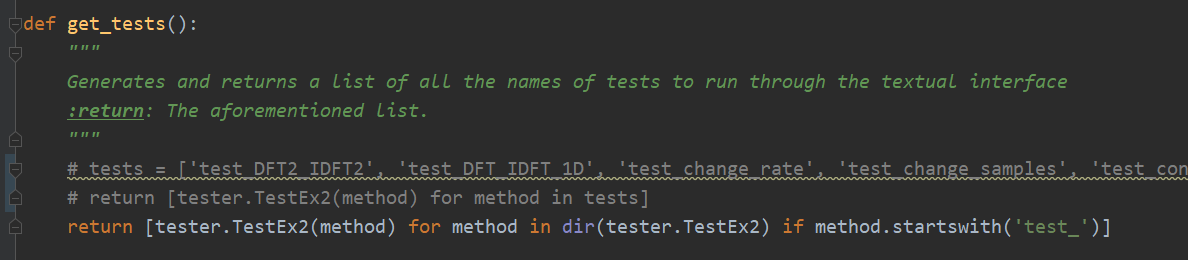 def get_tests():
"""
Generates and returns a list of all the names of tests to run through the textual interface
:return: The aforementioned list.
"""
# tests = ['test_DFT2_IDFT2', 'test_DFT_IDFT_1D', 'test_change_rate', 'test_change_samples', 'test_con
# return [tester.TestEx2(method) for method in tests]
return [tester.TestEx2(method) for method in dir(tester.TestEx2) if method.startswith('test_')]